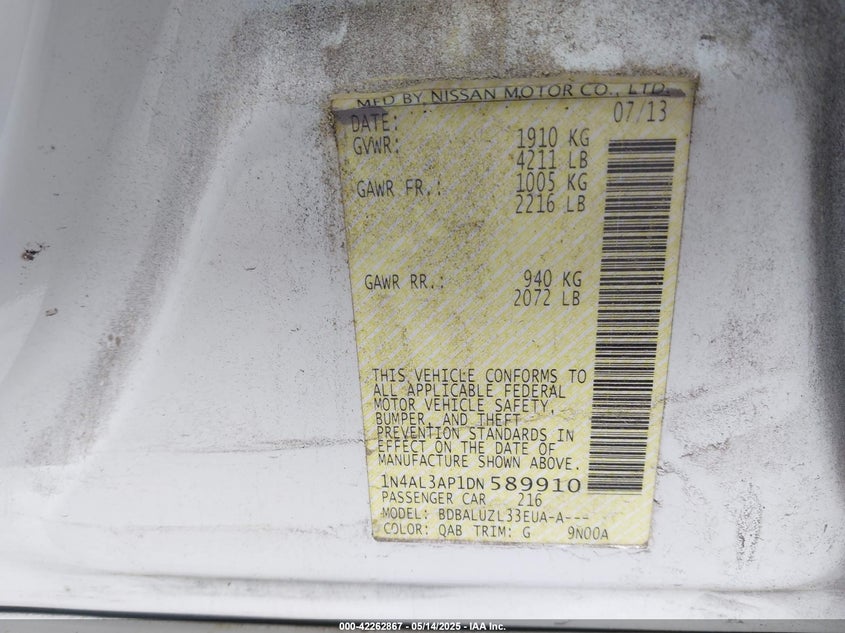 MFD BY NISSAN MOTOR CO., LTD.
DATE: 07/13
GVWR: 1910 KG
4211 LB
GAWR FR.: 1005 KG
2216 LB
GAWR RR.: 940 KG
2072 LB
THIS VEHICLE CONFORMS TO
ALL APPLICABLE FEDERAL
MOTOR VEHICLE SAFETY,
BUMPER, AND THEFT
PREVENTION STANDARDS IN
EFFECT ON THE DATE OF
MANUFACTURE SHOWN ABOVE.
1N4AL3AP1DN589910
PASSENGER CAR 216
MODEL: BDBALUZL33EUA-A---
COLOR: QAB TRIM: G 9N00A
000-42262867 - 05/14/2025 - IAA Inc.